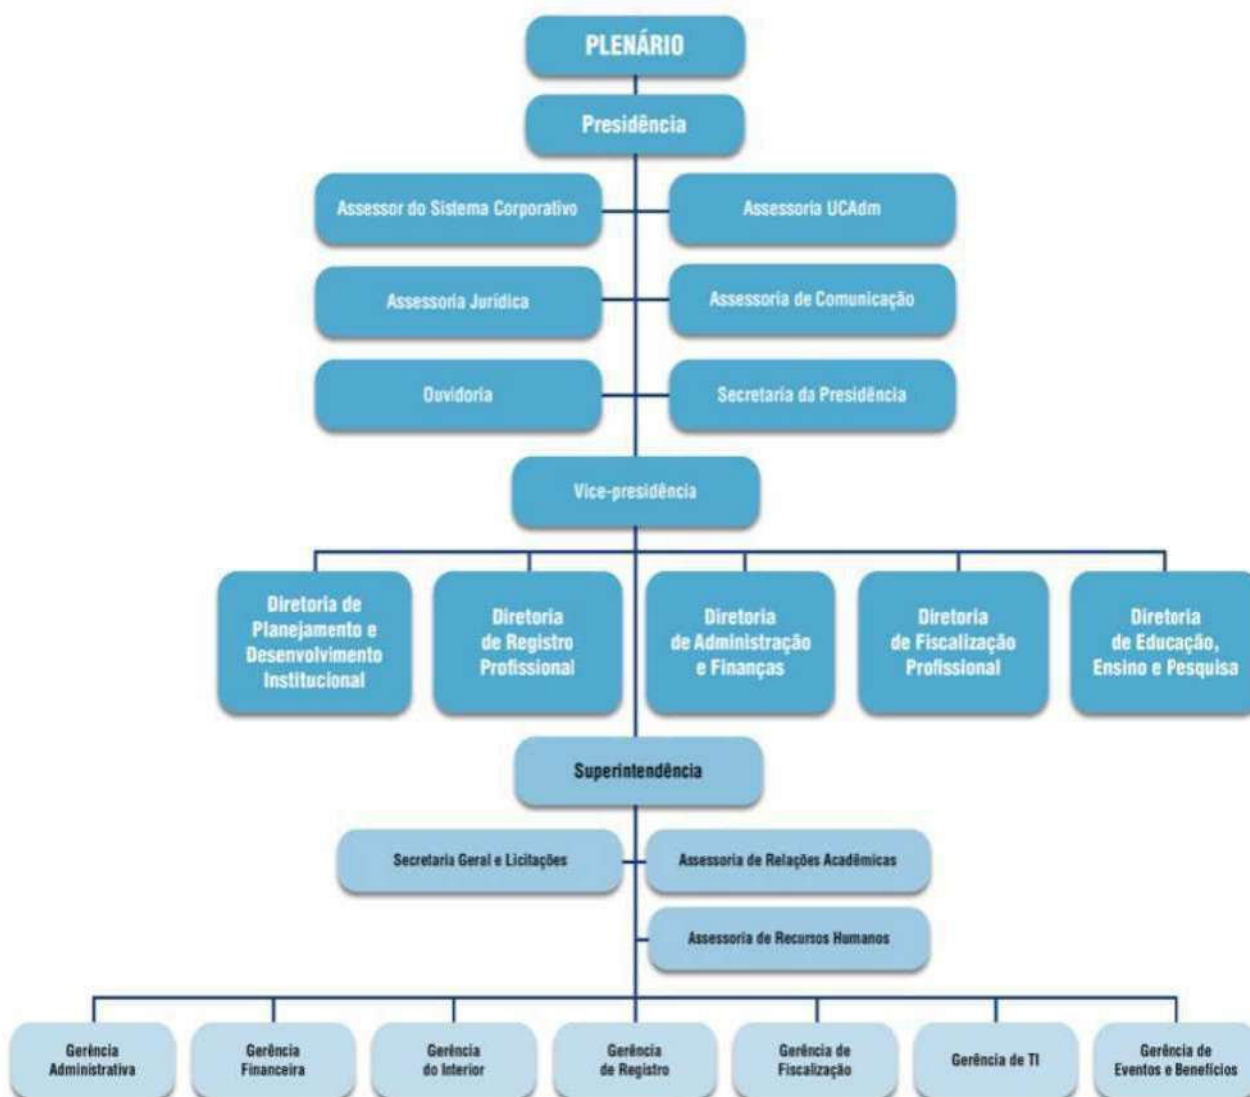 PLENÁRIO
Presidência
Assessor do Sistema Corporativo
Assessoria UCAdm
Assessoria Jurídica
Assessoria de Comunicação
Ouvidoria
Secretaria da Presidência
Vice-presidência
Diretoria de
Planejamento e
Desenvolvimento
Institucional
Diretoria
de Registro
Profissional
Diretoria
de Administração
e Finanças
Diretoria
de Fiscalização
Profissional
Diretoria
de Educação,
Ensino e Pesquisa
Superintendência
Secretaria Geral e Licitações
Assessoria de Relações Acadêmicas
Assessoria de Recursos Humanos
Gerência
Administrativa
Gerência
Financeira
Gerência
do Interior
Gerência
de Registro
Gerência de
Fiscalização
Gerência de TI
Gerência de
Eventos e Benefícios